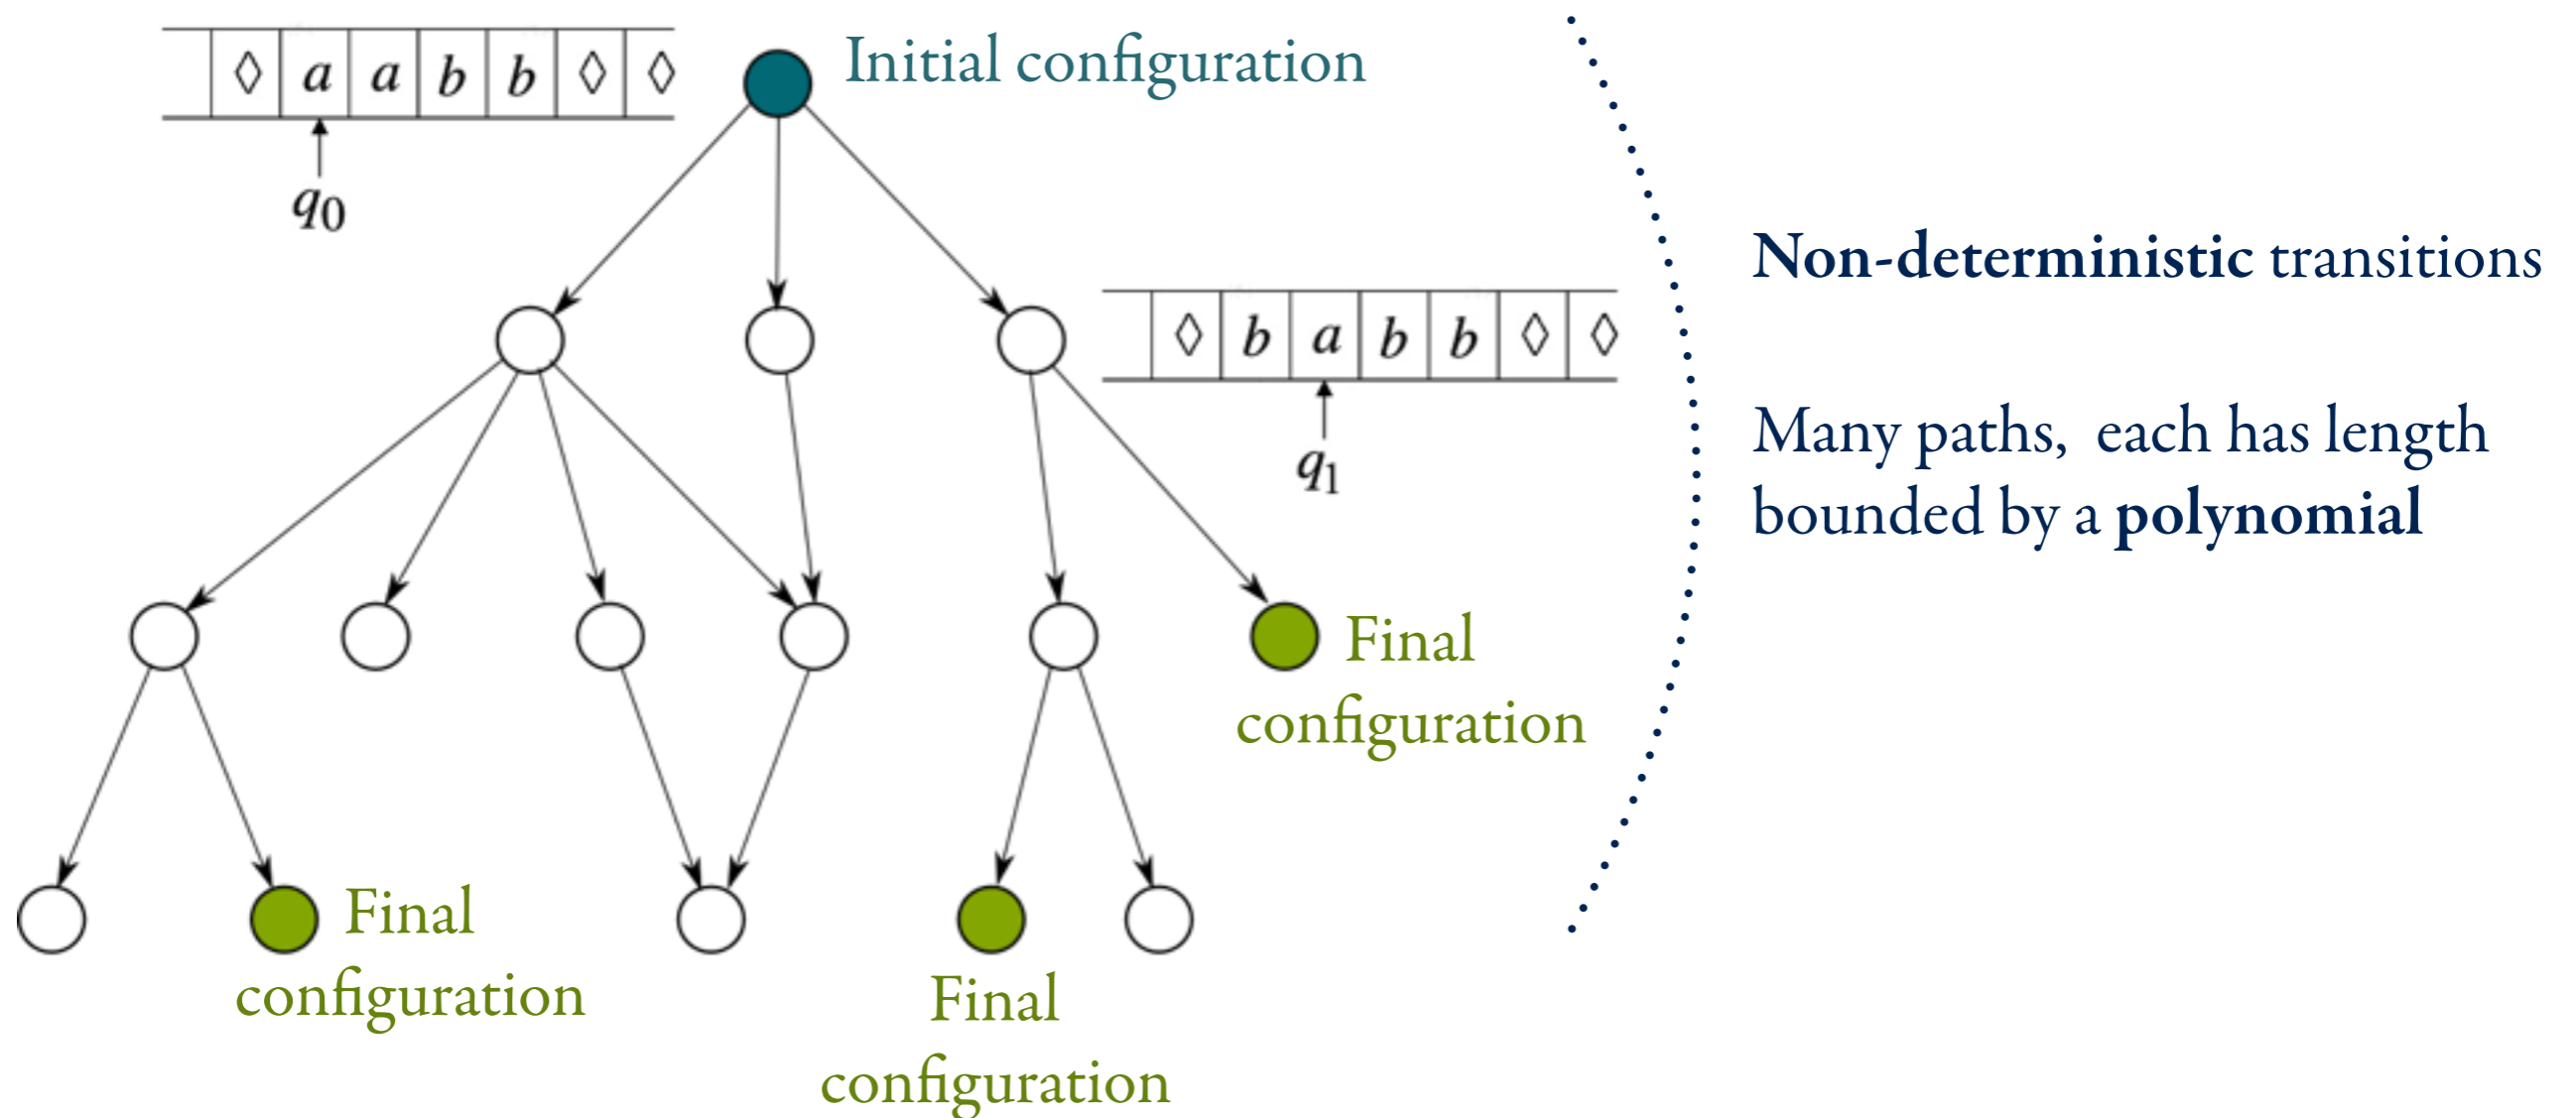 ◊ a a b b ◊ ◊
Initial configuration
q0
Non-deterministic transitions
◊ b a b b ◊ ◊
q1
Many paths, each has length
bounded by a polynomial
Final
configuration
Final
configuration
Final
configuration